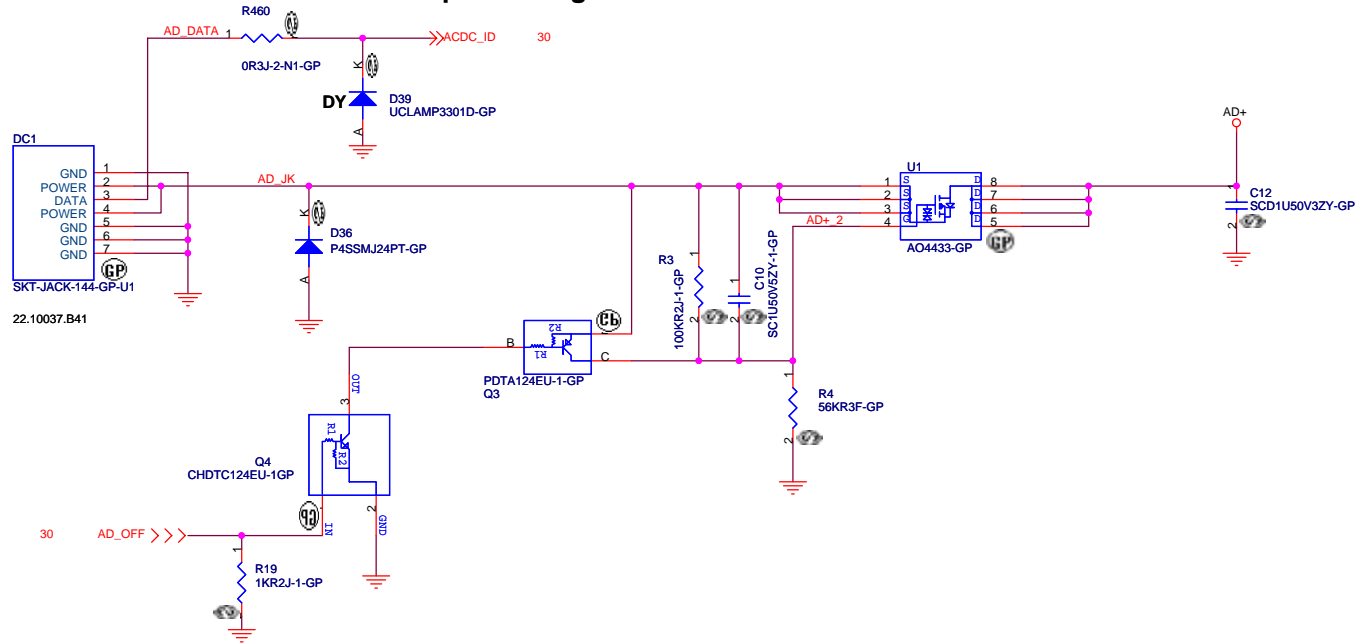 R460
AD_DATA
1
ACDC_ID
30
0R3J-2-N1-GP
K
DY
D39
UCLAMP3301D-GP
A
DC1
GND 1
POWER 2
DATA 3
POWER 4
GND 5
GND 6
GND 7
GP
SKT-JACK-144-GP-U1
22.10037.B41
AD_JK
K
D36
P4SSMJ24PT-GP
A
AD+
U1
1 S D 8
2 S D 7
3 S D 6
4 G D 5
AD+_2
AO4433-GP
GP
1
C12
SCD1U50V3ZY-GP
2
1
R3
100KR2J-1-GP
2
1
C10
SC1U50V5ZY-1-GP
2
B
R1
R2
C
PDTA124EU-1-GP
Q3
1
R4
56KR3F-GP
2
OUT
3
R1
R2
Q4
CHDTC124EU-1GP
GP
IN
2
GND
30
AD_OFF
1
R19
1KR2J-1-GP